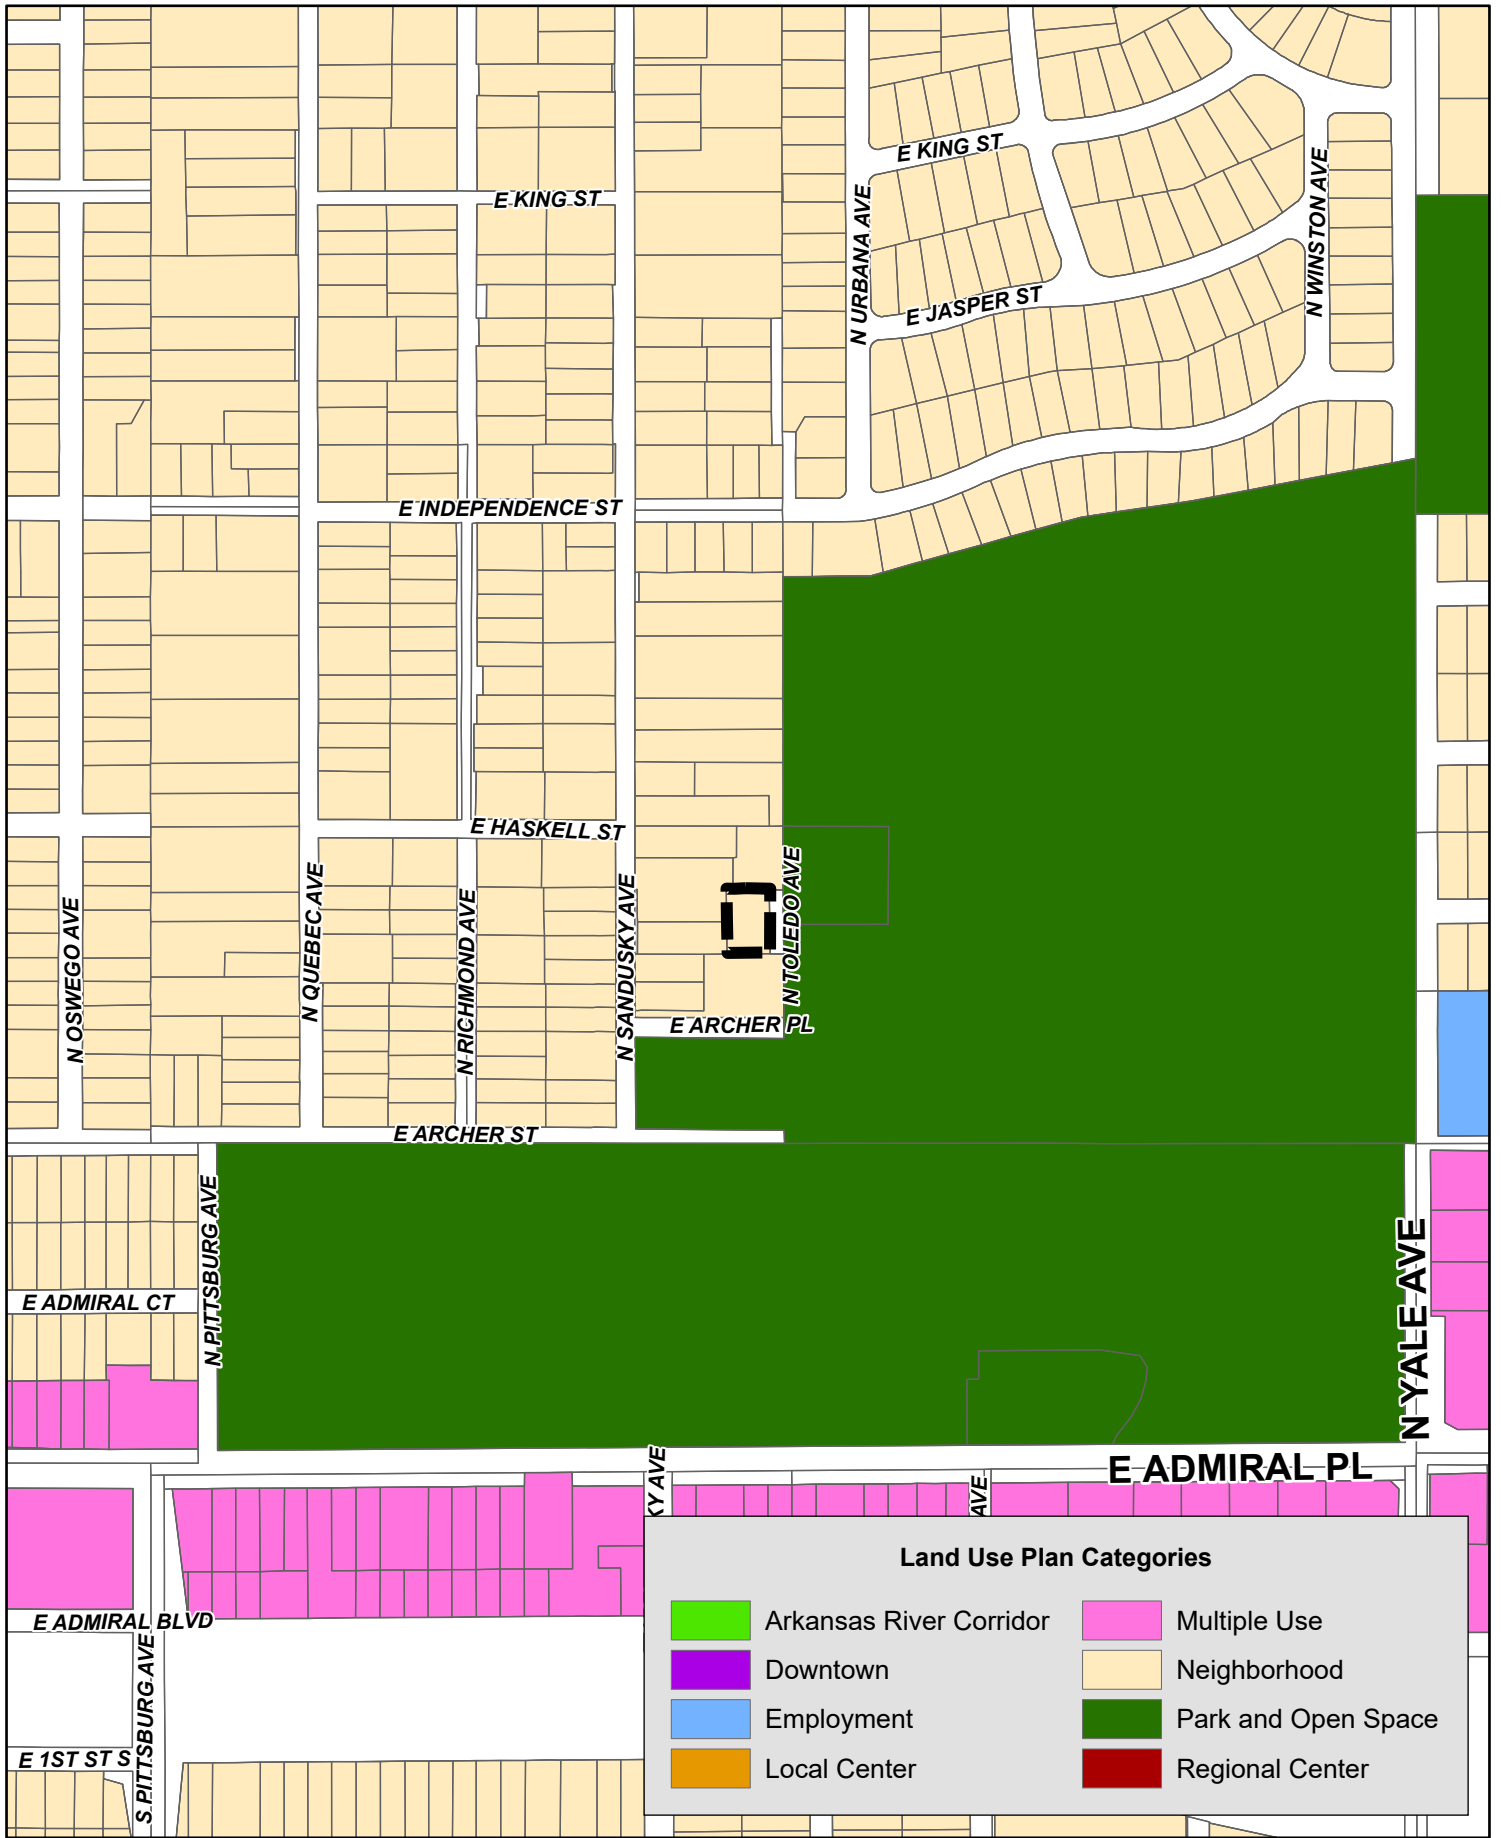 E KING ST
E KING ST
N URBANA AVE
N WINSTON AVE
E JASPER ST
E INDEPENDENCE ST
E HASKELL ST
N OSWEGO AVE
N QUEBEC AVE
N RICHMOND AVE
N SANDUSKY AVE
N TOLEDO AVE
E ARCHER PL
E ARCHER ST
N PITTSBURG AVE
E ADMIRAL CT
N YALE AVE
KY AVE
AVE
E ADMIRAL PL
E ADMIRAL BLVD
S PITTSBURG AVE
E 1ST ST S
Land Use Plan Categories
Arkansas River Corridor
Downtown
Employment
Local Center
Multiple Use
Neighborhood
Park and Open Space
Regional Center